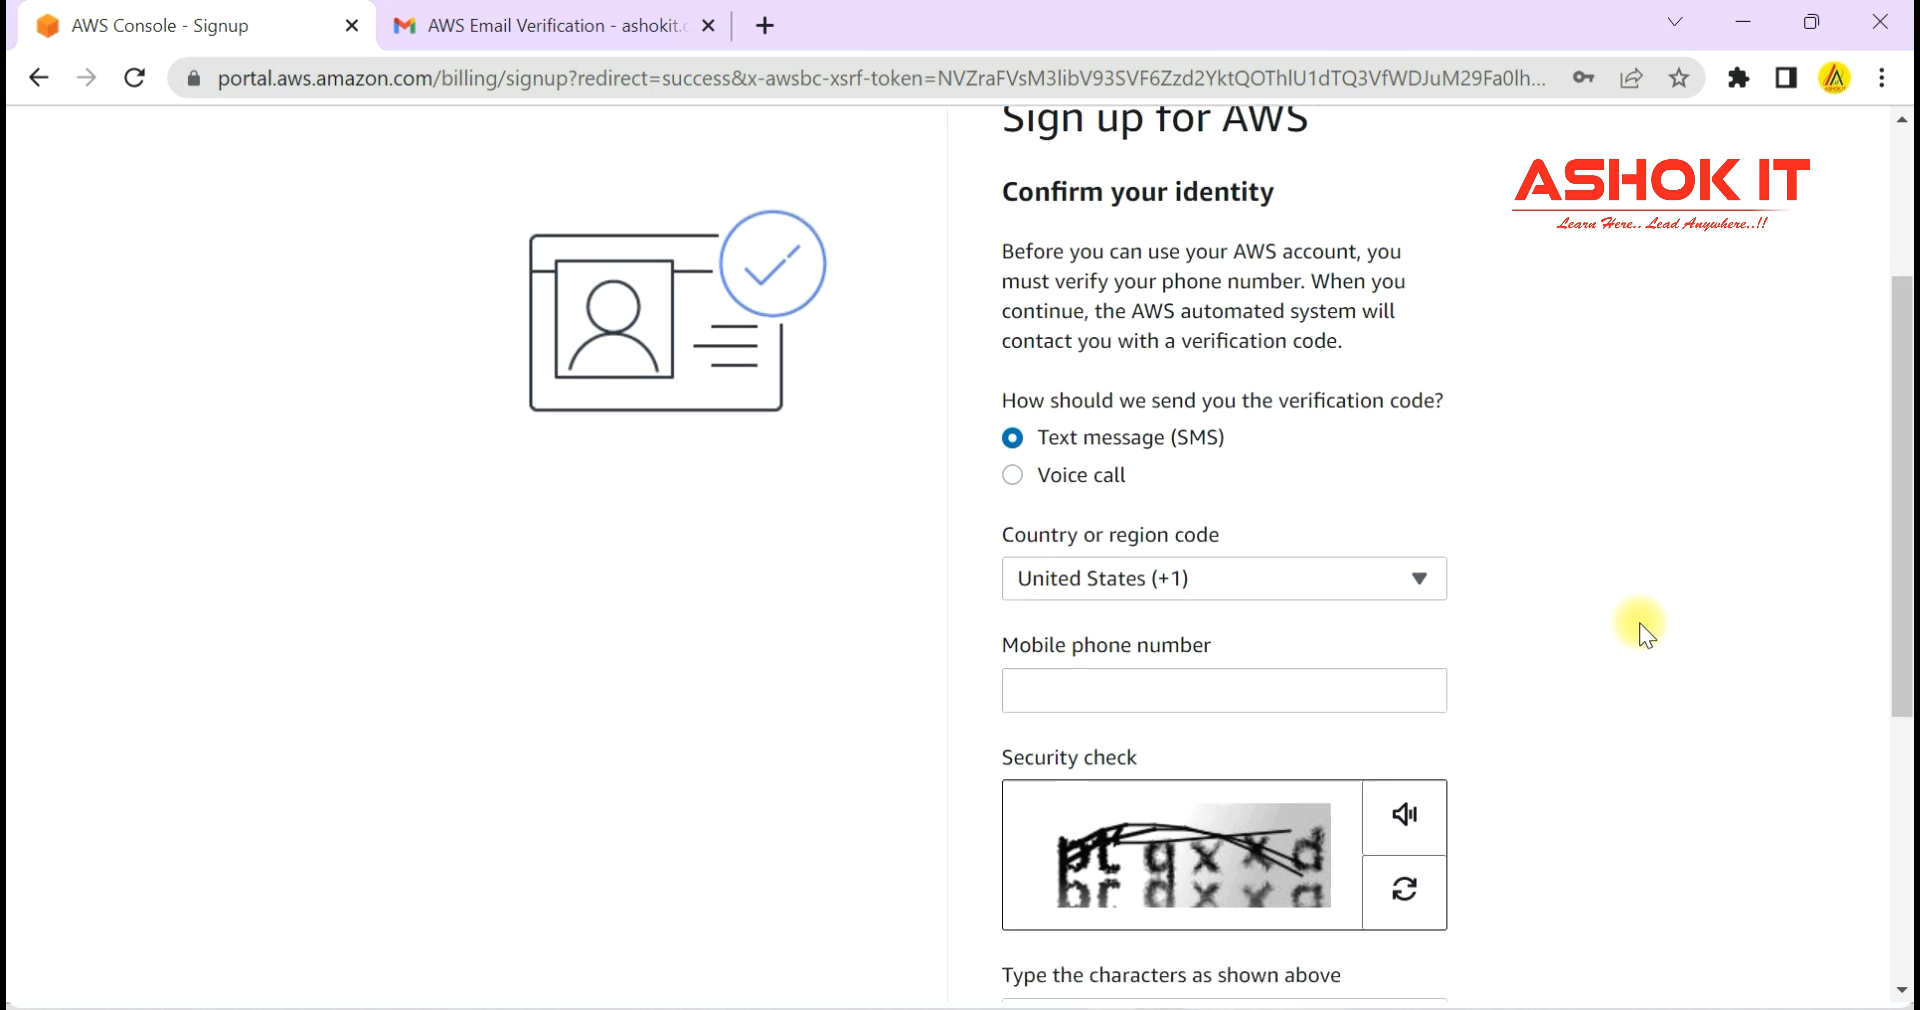 AWS Console - Signup
AWS Email Verification - ashokit.c
portal.aws.amazon.com/billing/signup?redirect=success&x-awsbc-xsrf-token=NVZraFVsM3libV93SVF6Zzd2YktQOThlU1dTQ3VfWDJuM29Fa0lh...
Sign up for AWS
ASHOK IT
Learn Here.. Lead Anywhere..!!
Confirm your identity
Before you can use your AWS account, you
must verify your phone number. When you
continue, the AWS automated system will
contact you with a verification code.
How should we send you the verification code?
Text message (SMS)
Voice call
Country or region code
United States (+1)
Mobile phone number
Security check
Type the characters as shown above